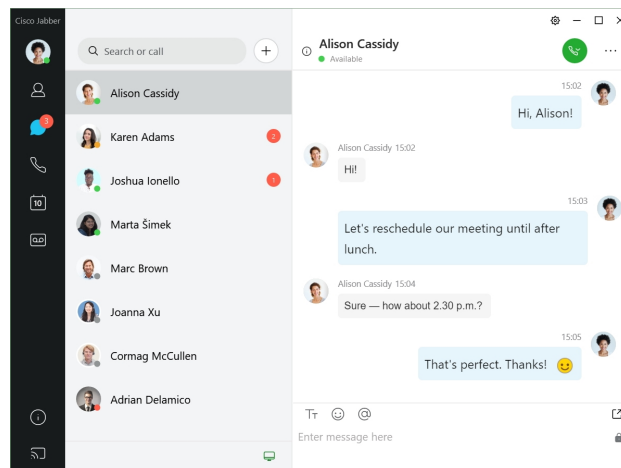 Cisco Jabber
3
10
Search or call
Alison Cassidy
Karen Adams
2
Joshua Ionello
1
Marta Šimek
Marc Brown
Joanna Xu
Cormag McCullen
Adrian Delamico
Alison Cassidy
Available
15:02
Hi, Alison!
Alison Cassidy 15:02
Hi!
15:03
Let's reschedule our meeting until after
lunch.
Alison Cassidy 15:04
Sure — how about 2.30 p.m.?
15:05
That's perfect. Thanks!
TT
@
Enter message here